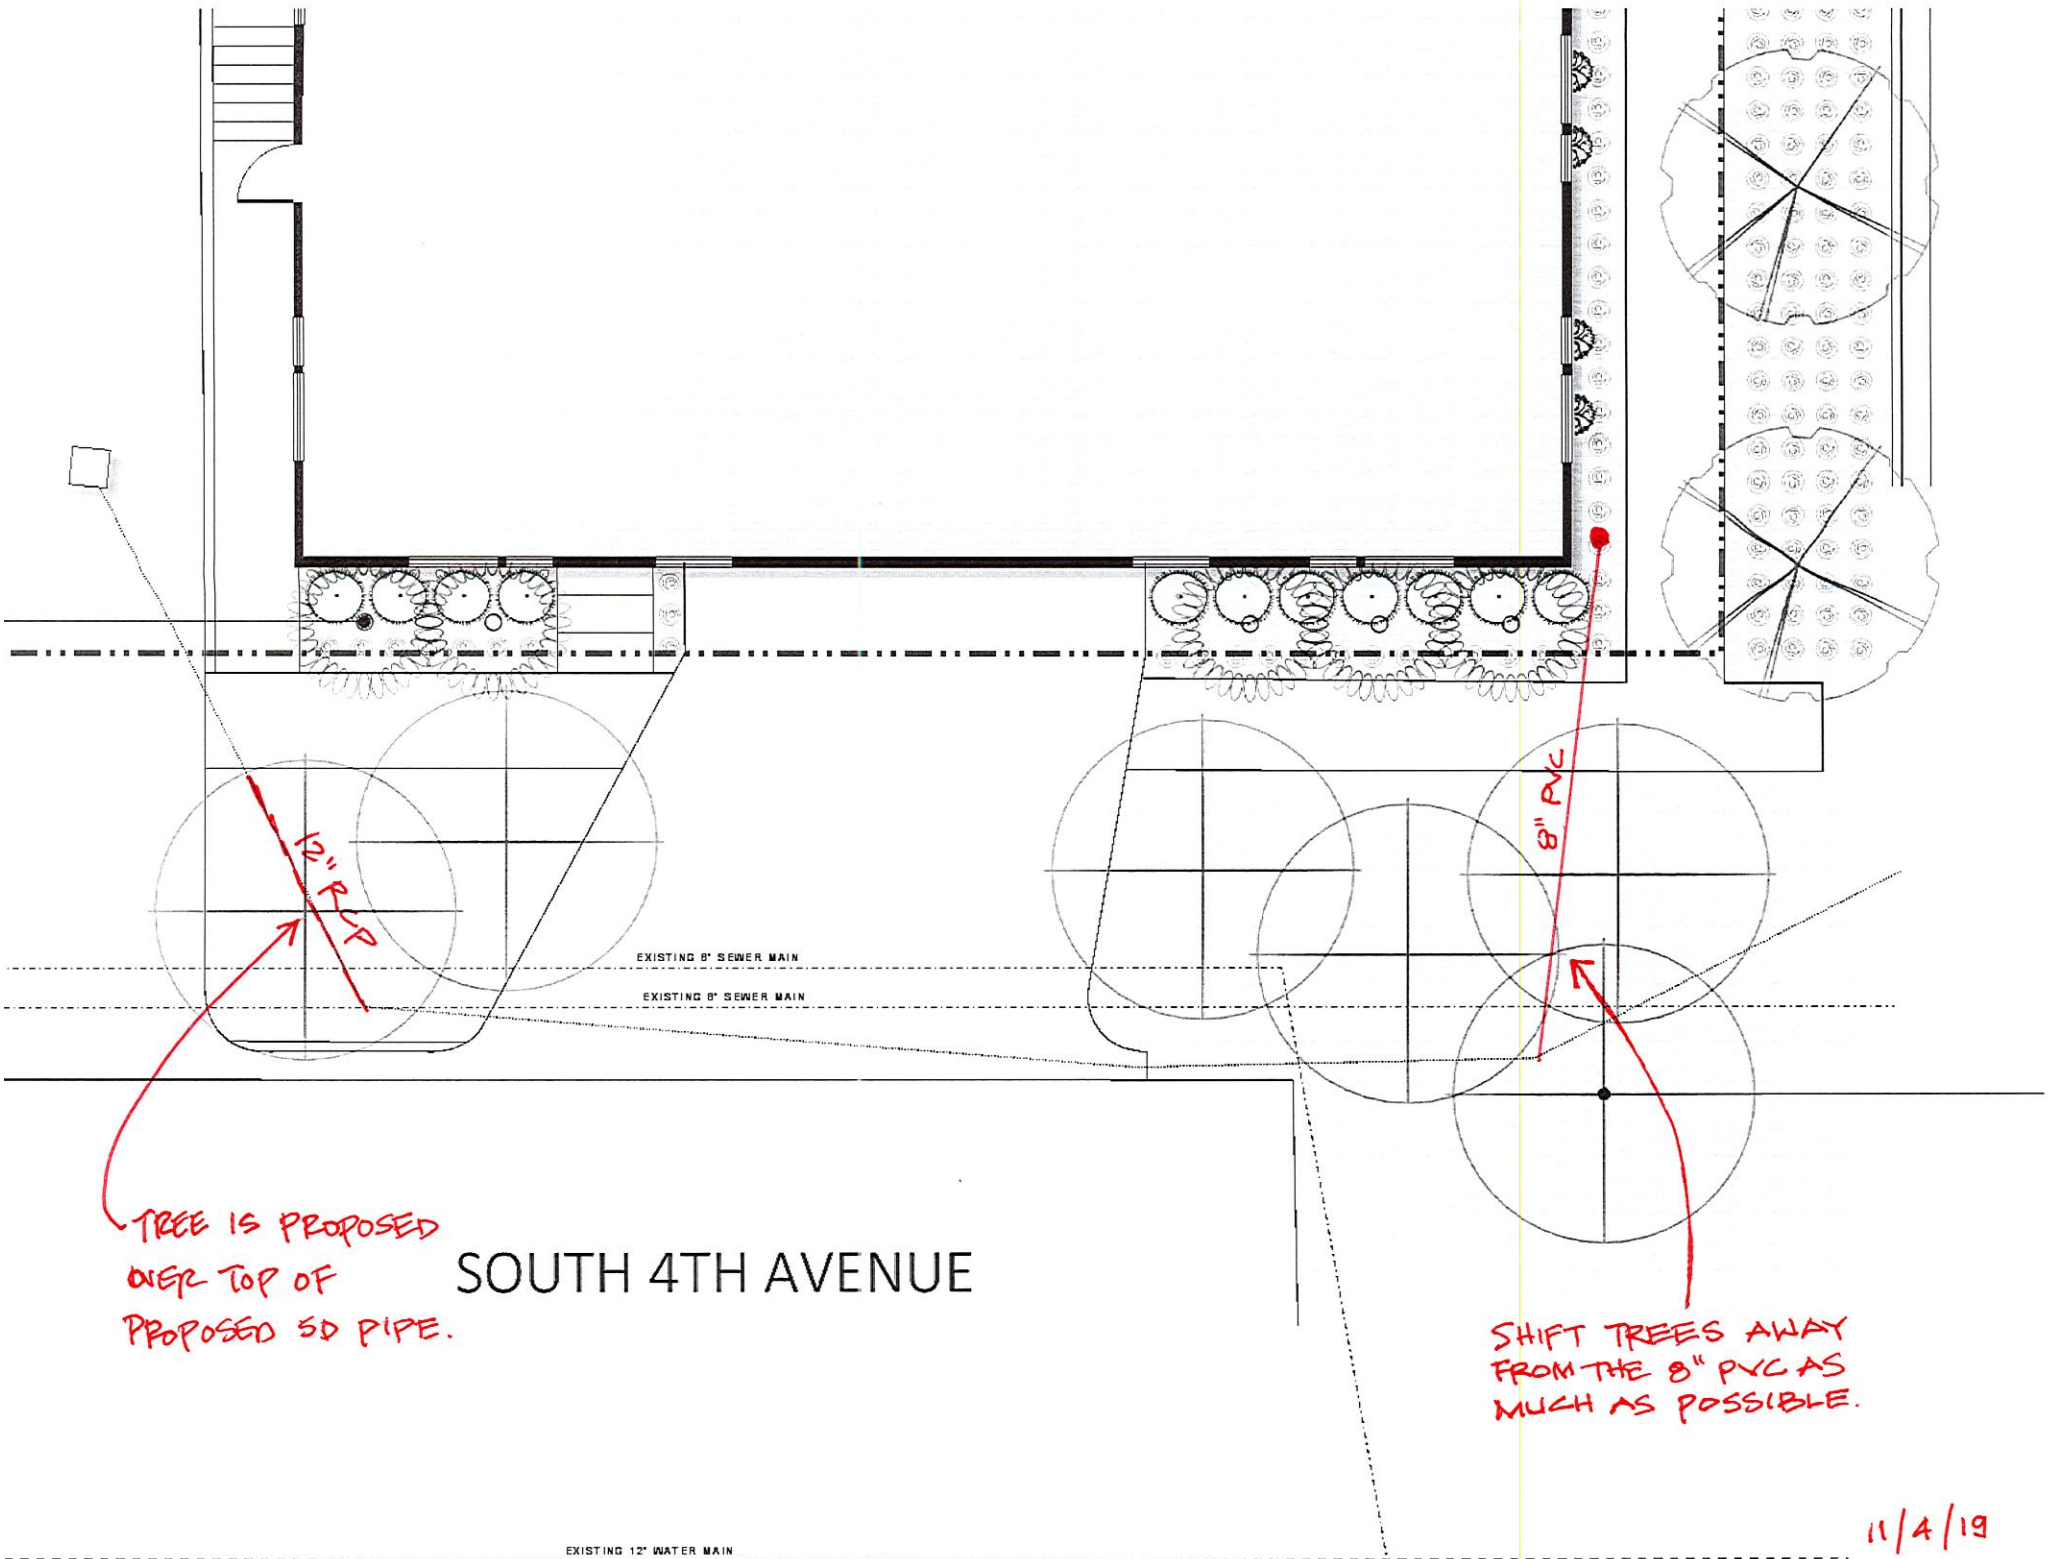 8" PVC
12" RCP
EXISTING 8" SEWER MAIN
EXISTING 8" SEWER MAIN
TREE IS PROPOSED
OVER TOP OF
PROPOSED SD PIPE.
SOUTH 4TH AVENUE
SHIFT TREES AWAY
FROM THE 8" PVC AS
MUCH AS POSSIBLE.
11/4/19
EXISTING 12" WATER MAIN